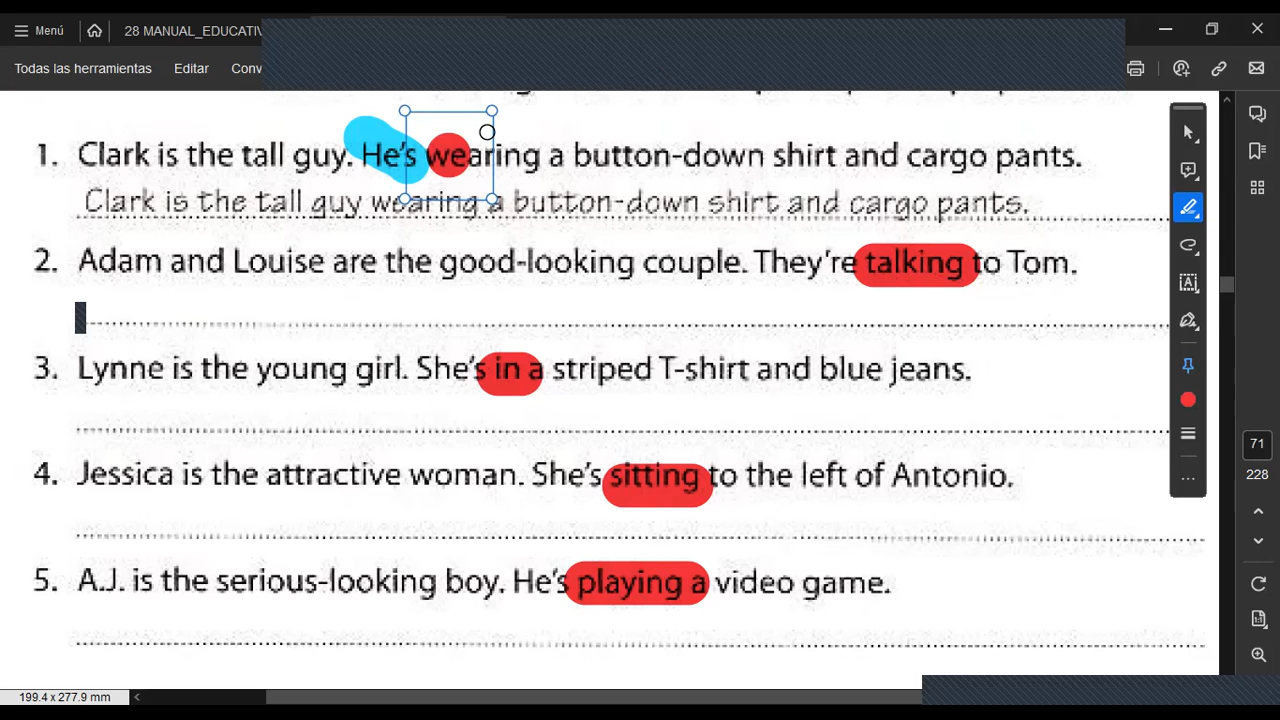 Menú 28 MANUAL_EDUCATIV
Todas las herramientas Editar Conv
1. Clark is the tall guy. He's wearing a button-down shirt and cargo pants.
Clark is the tall guy wearing a button-down shirt and cargo pants.
2. Adam and Louise are the good-looking couple. They're talking to Tom.
3. Lynne is the young girl. She's in a striped T-shirt and blue jeans.
4. Jessica is the attractive woman. She's sitting to the left of Antonio.
5. A.J. is the serious-looking boy. He's playing a video game.
71
228
199.4 x 277.9 mm